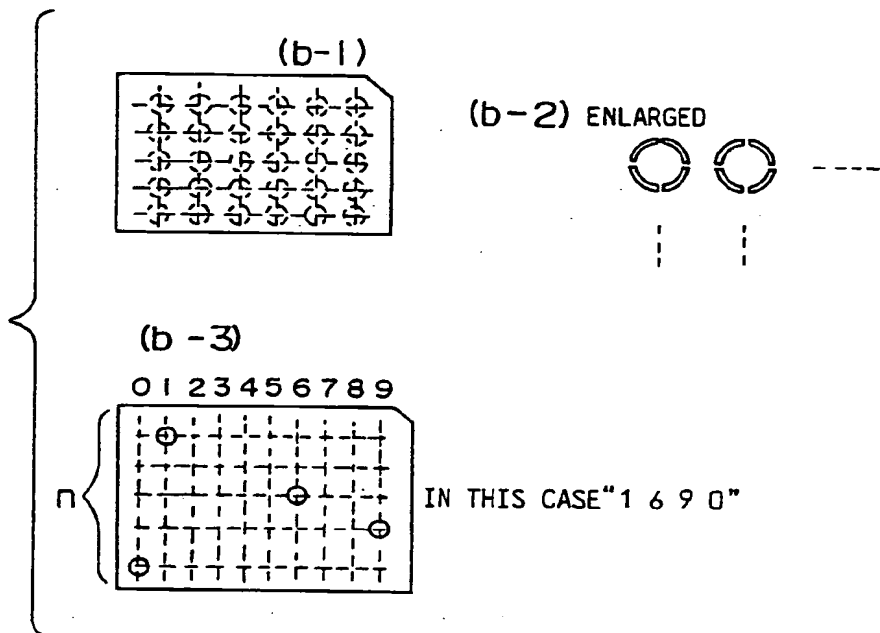 (b-1)
(b-2) ENLARGED
(b-3)
0 1 2 3 4 5 6 7 8 9
n
IN THIS CASE "1 6 9 0"